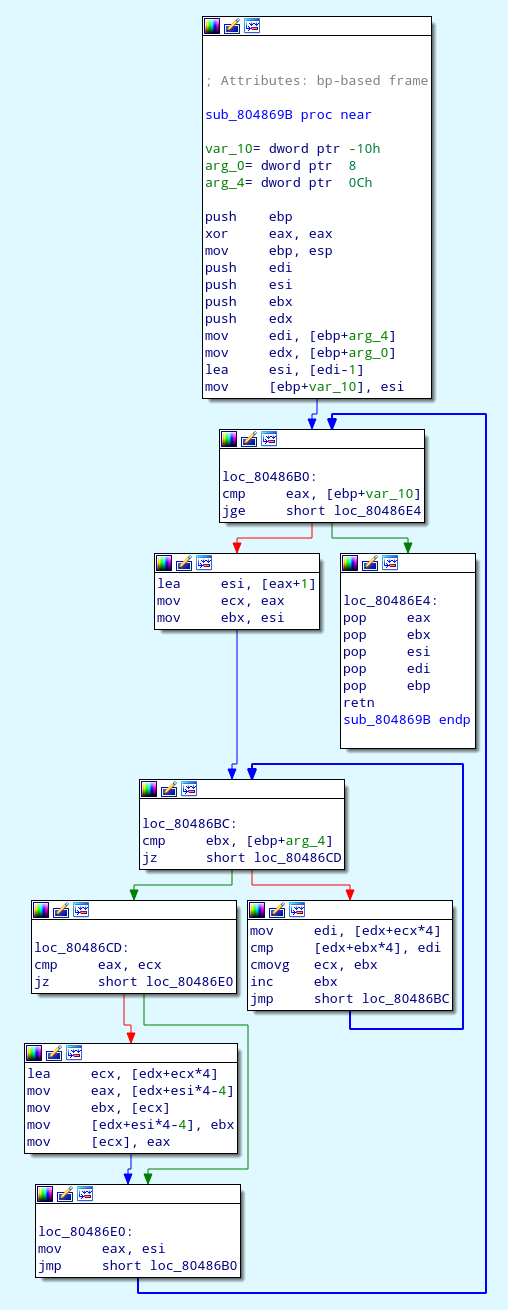 ; Attributes: bp-based frame
sub_804869B proc near
var_10= dword ptr -10h
arg_0= dword ptr  8
arg_4= dword ptr  0Ch
push    ebp
xor     eax, eax
mov     ebp, esp
push    edi
push    esi
push    ebx
push    edx
mov     edi, [ebp+arg_4]
mov     edx, [ebp+arg_0]
lea     esi, [edi-1]
mov     [ebp+var_10], esi
loc_80486B0:
cmp     eax, [ebp+var_10]
jge     short loc_80486E4
lea     esi, [eax+1]
mov     ecx, eax
mov     ebx, esi
loc_80486E4:
pop     eax
pop     ebx
pop     esi
pop     edi
pop     ebp
retn
sub_804869B endp
loc_80486BC:
cmp     ebx, [ebp+arg_4]
jz      short loc_80486CD
loc_80486CD:
cmp     eax, ecx
jz      short loc_80486E0
mov     edi, [edx+ecx*4]
cmp     [edx+ebx*4], edi
cmovg   ecx, ebx
inc     ebx
jmp     short loc_80486BC
lea     ecx, [edx+ecx*4]
mov     eax, [edx+esi*4-4]
mov     ebx, [ecx]
mov     [edx+esi*4-4], ebx
mov     [ecx], eax
loc_80486E0:
mov     eax, esi
jmp     short loc_80486B0